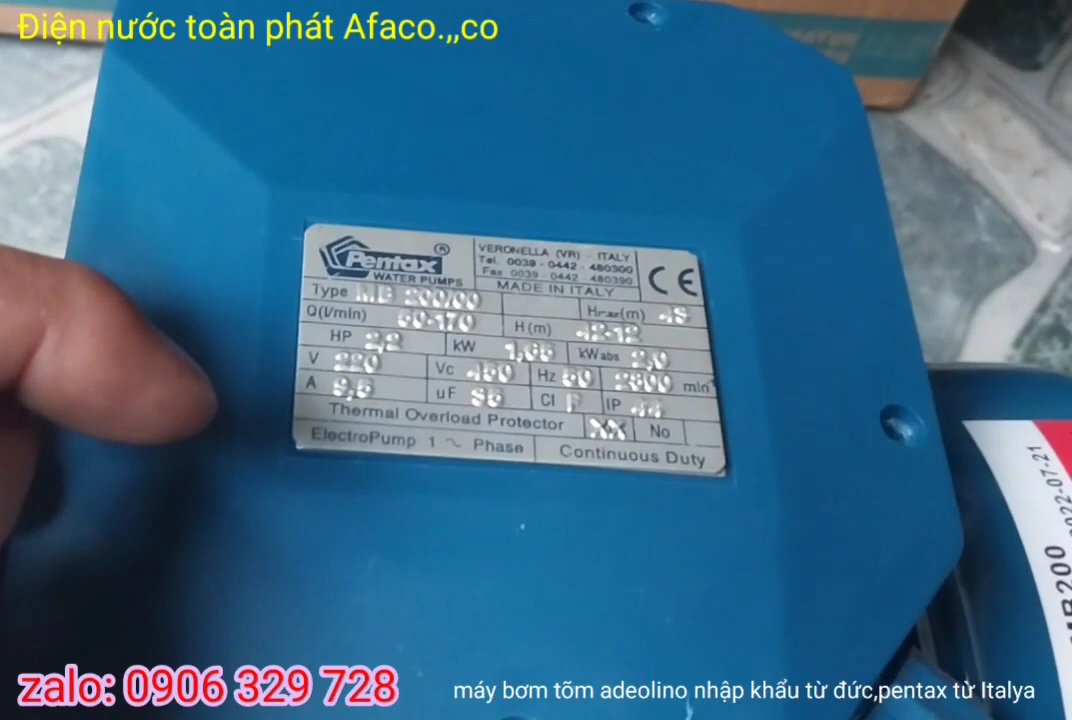 Điện nước toàn phát Afaco.,,co
Pentax ®
WATER PUMPS
VERONELLA (VR) - ITALY
Tel. 0039 - 0442 - 480300
Fax 0039 - 0442 - 480390
MADE IN ITALY
CE
Type MB 200/00 Hmax(m) 48
Q(l/min) 50-170 H(m) 42-12
HP 2,2 kW 1,65 kW abs 2,0
V 220 Vc 450 Hz 50 2800 min
A 9,5 uF Cl F IP 44
Thermal Overload Protector XX No
ElectroPump 1 ~ Phase Continuous Duty
2022-07-21
MB200
zalo: 0906 329 728
máy bơm tõm adeolino nhập khẩu từ đức,pentax từ Italya